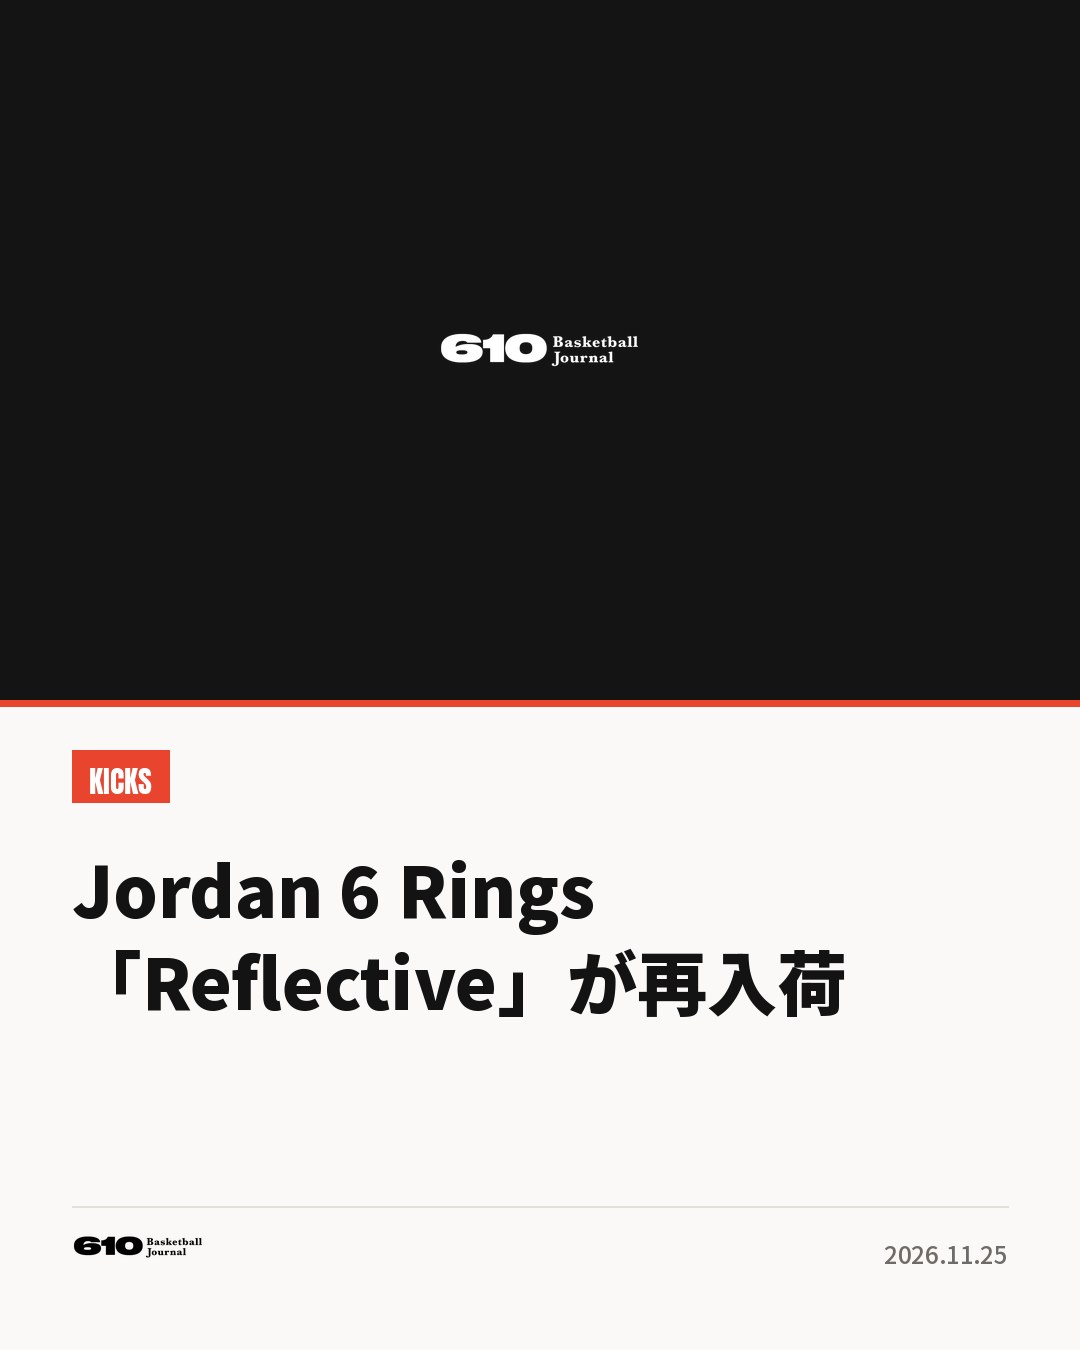 610 Basketball
Journal
KICKS
Jordan 6 Rings
「Reflective」が再入荷
610 Basketball
Journal
2026.11.25